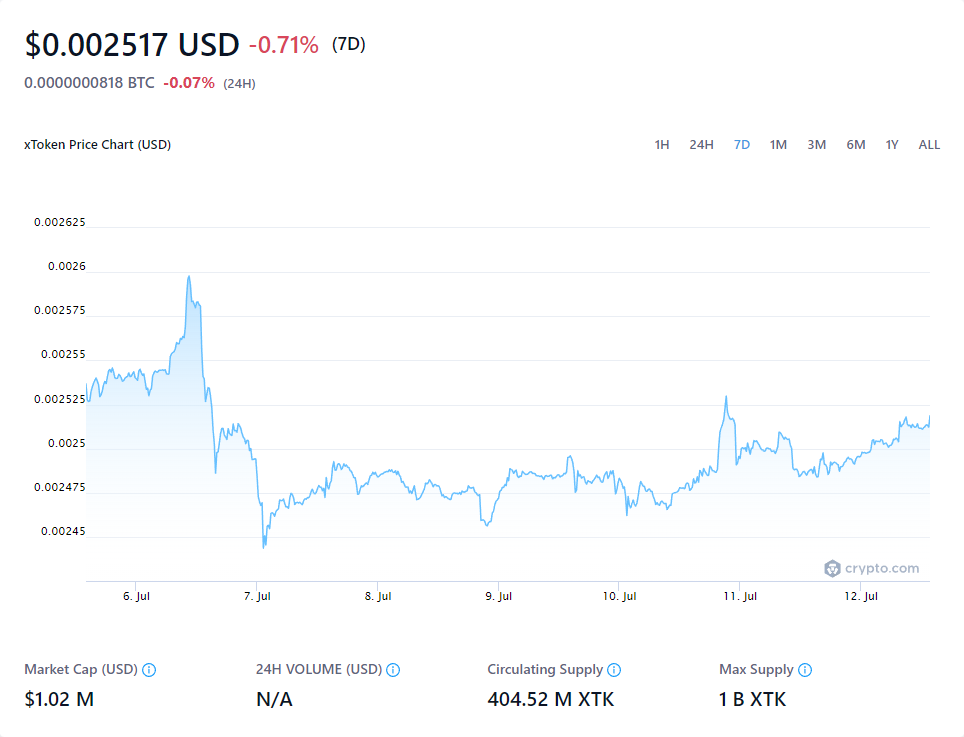 $0.002517 USD -0.71% (7D)
0.0000000818 BTC -0.07% (24H)
xToken Price Chart (USD)
1H 24H 7D 1M 3M 6M 1Y ALL
0.002625
0.0026
0.002575
0.00255
0.002525
0.0025
0.002475
0.00245
crypto.com
6. Jul 7. Jul 8. Jul 9. Jul 10. Jul 11. Jul 12. Jul
Market Cap (USD) 24H VOLUME (USD) Circulating Supply Max Supply
$1.02 M N/A 404.52 M XTK 1 B XTK